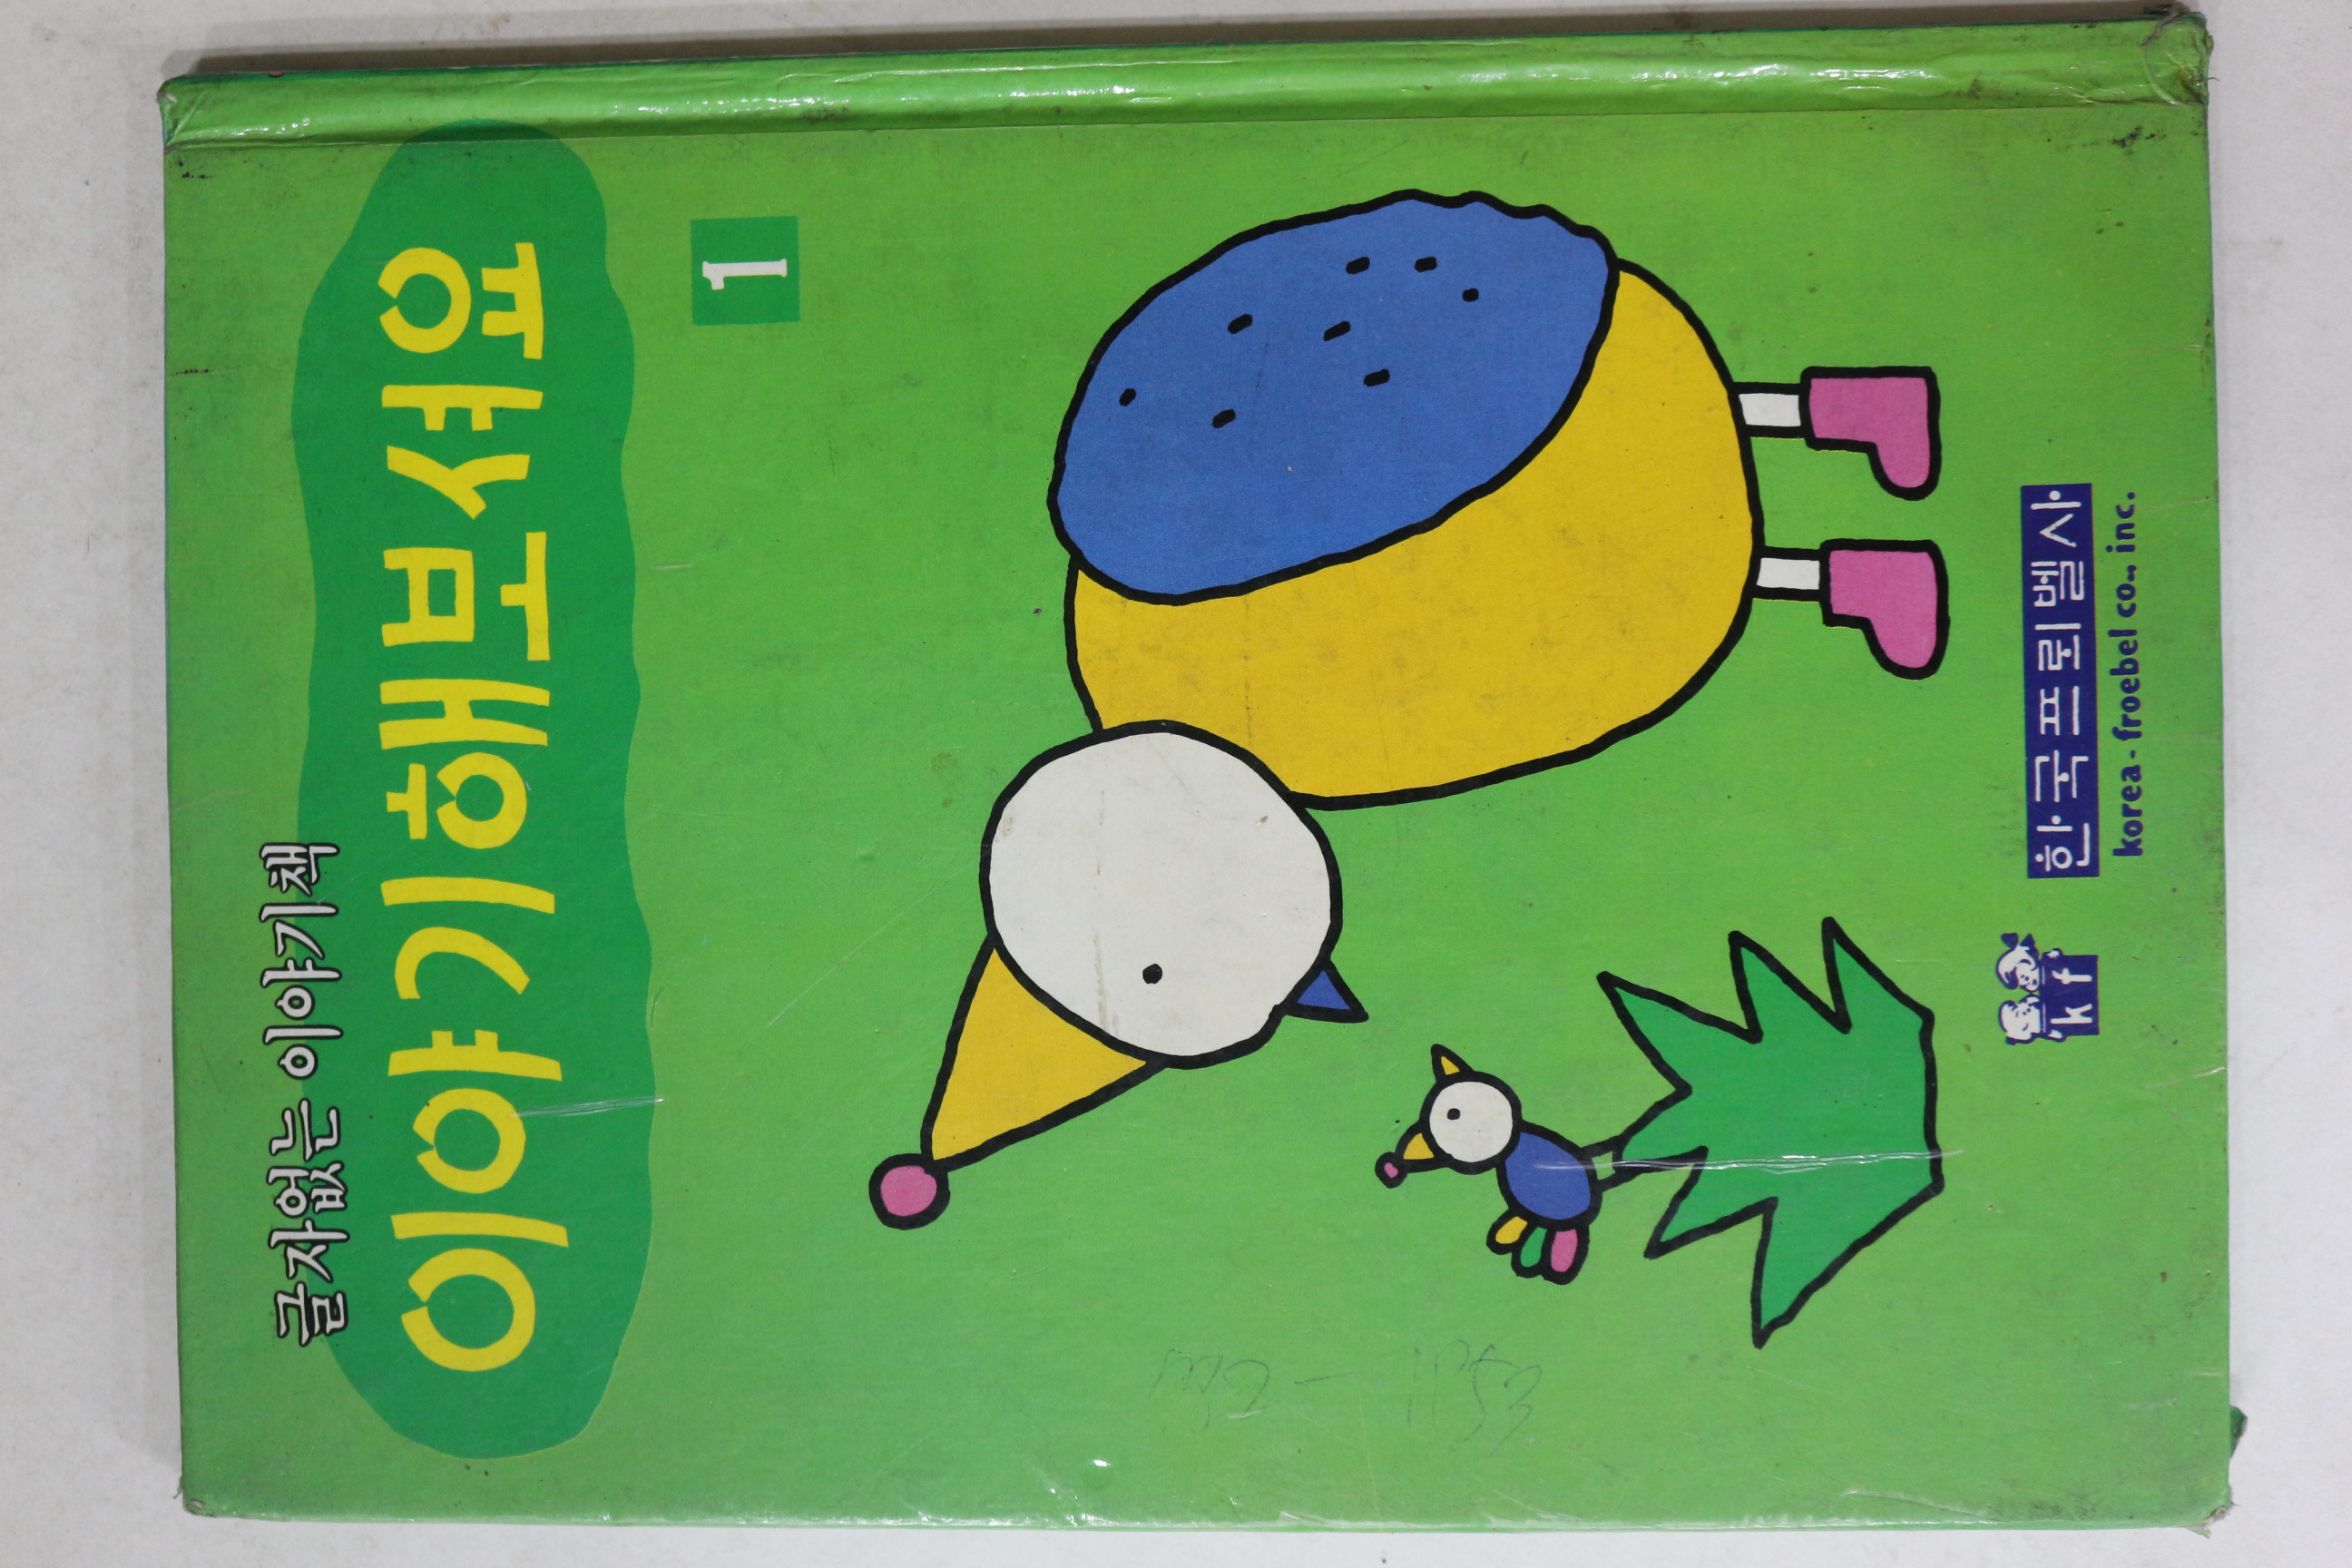 글자없는 이야기책
이야기해보셔요
1
kf
한국프뢰벨사
korea-froebel co., inc.